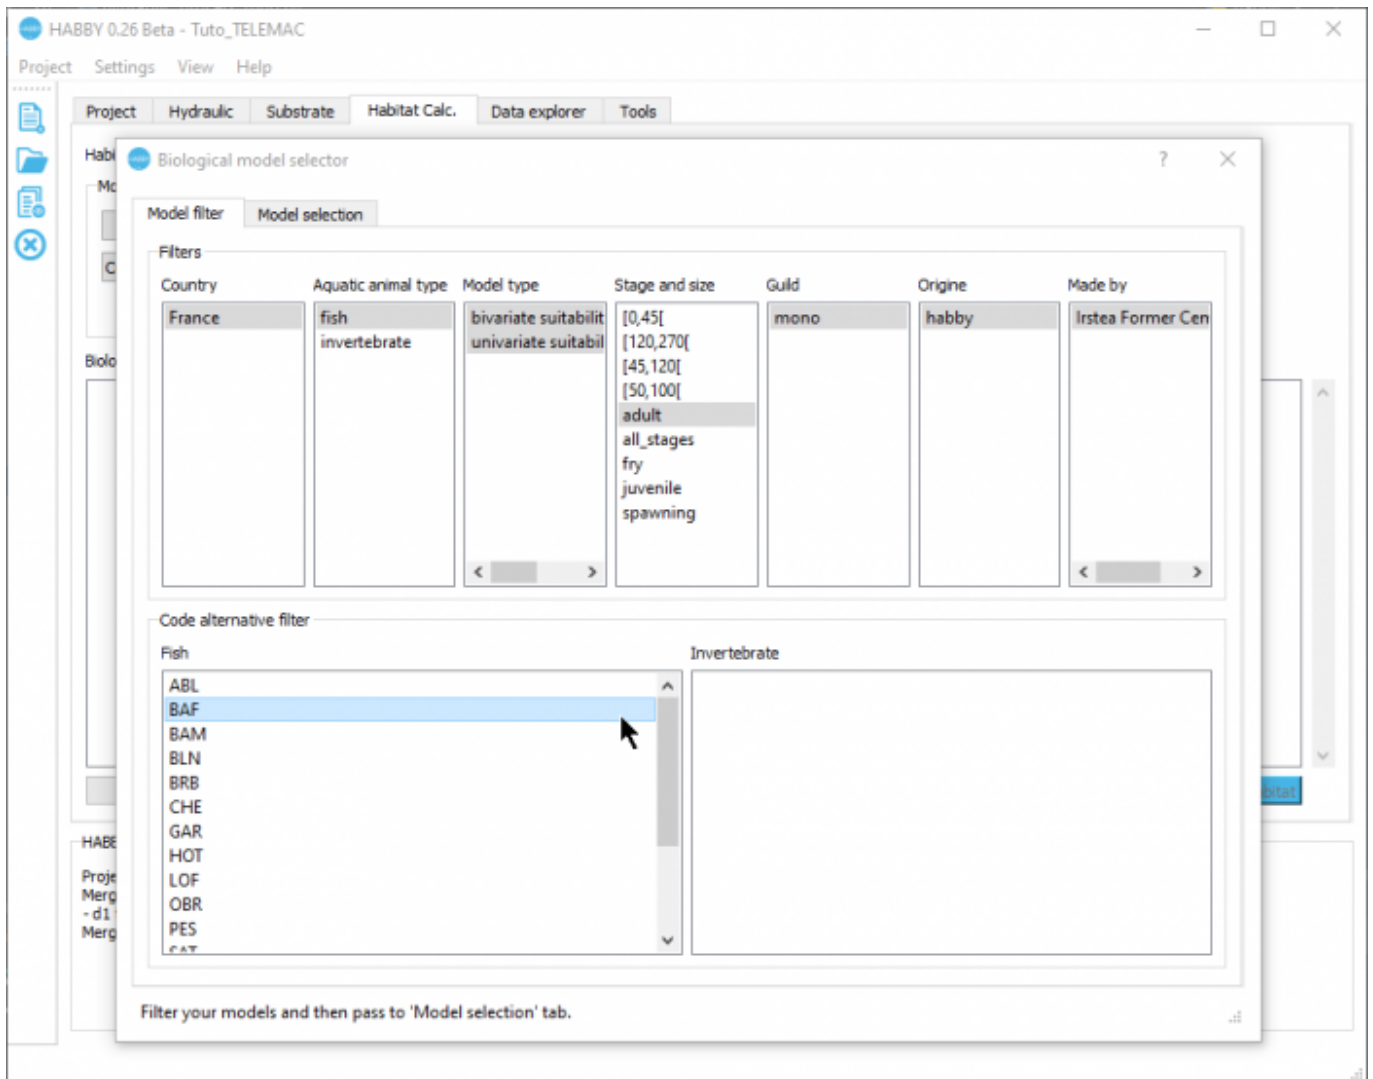 HABBY 0.26 Beta - Tuto_TELEMAC
Project Settings View Help
Project Hydraulic Substrate Habitat Calc. Data explorer Tools
Biological model selector
Model filter Model selection
Filters
Country Aquatic animal type Model type Stage and size Guild Origine Made by
France fish bivariate suitabilit [0,45[ mono habby Irstea Former Cen
invertebrate univariate suitabil [120,270[
[45,120[
[50,100[
adult
all_stages
fry
juvenile
spawning
Code alternative filter
Fish Invertebrate
ABL
BAF
BAM
BLN
BRB
CHE
GAR
HOT
LOF
OBR
PES
Filter your models and then pass to 'Model selection' tab.
- d1